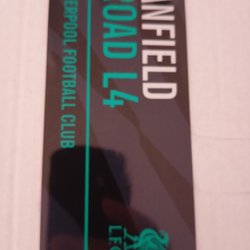 ANFIELD
ROAD L4
LIVERPOOL FOOTBALL CLUB
L.F.C.